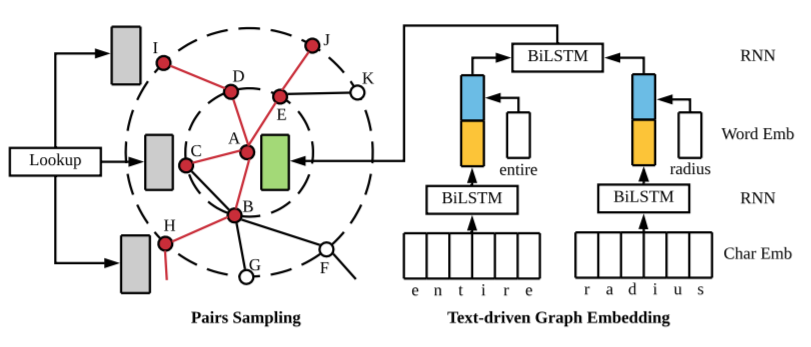 I
J
D
K
E
A
C
Lookup
B
H
G
F
Pairs Sampling
BiLSTM
RNN
Word Emb
entire
radius
BiLSTM
BiLSTM
RNN
Char Emb
e n t i r e
r a d i u s
Text-driven Graph Embedding